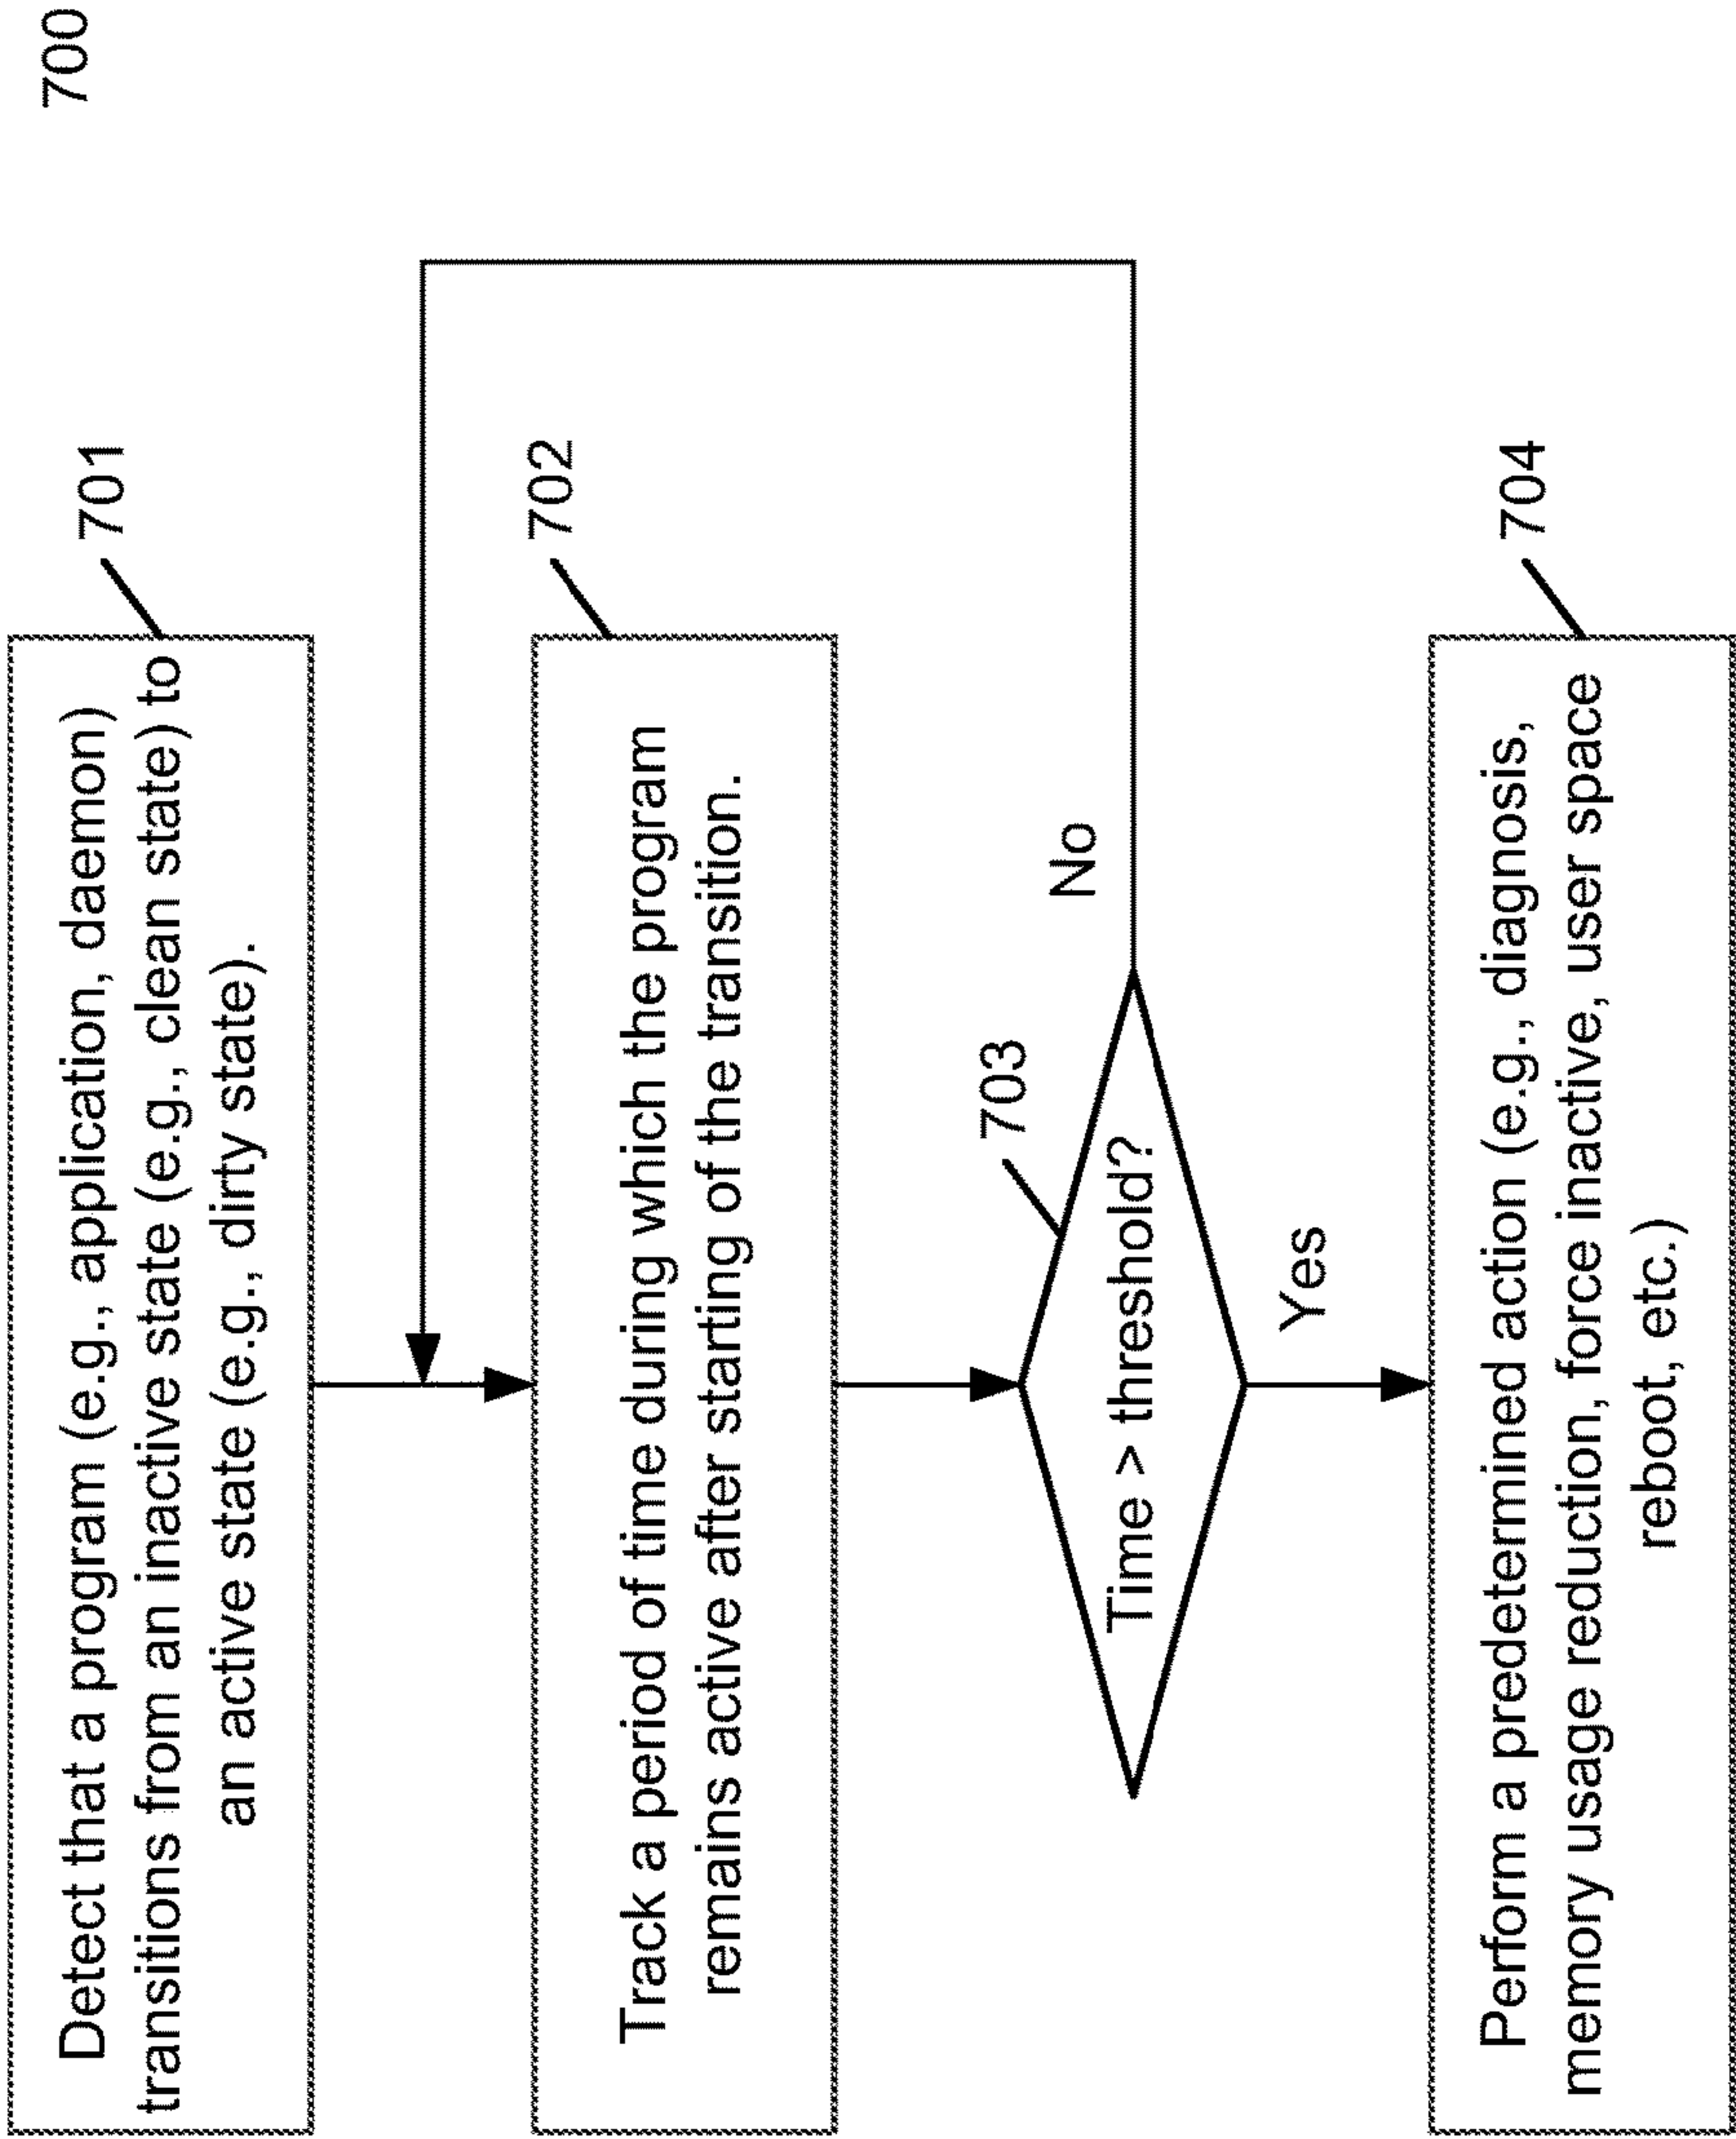 700
701
Detect that a program (e.g., application, daemon)
transitions from an inactive state (e.g., clean state) to
an active state (e.g., dirty state).
702
Track a period of time during which the program
remains active after starting of the transition.
703
Time > threshold?
No
Yes
704
Perform a predetermined action (e.g., diagnosis,
memory usage reduction, force inactive, user space
reboot, etc.)